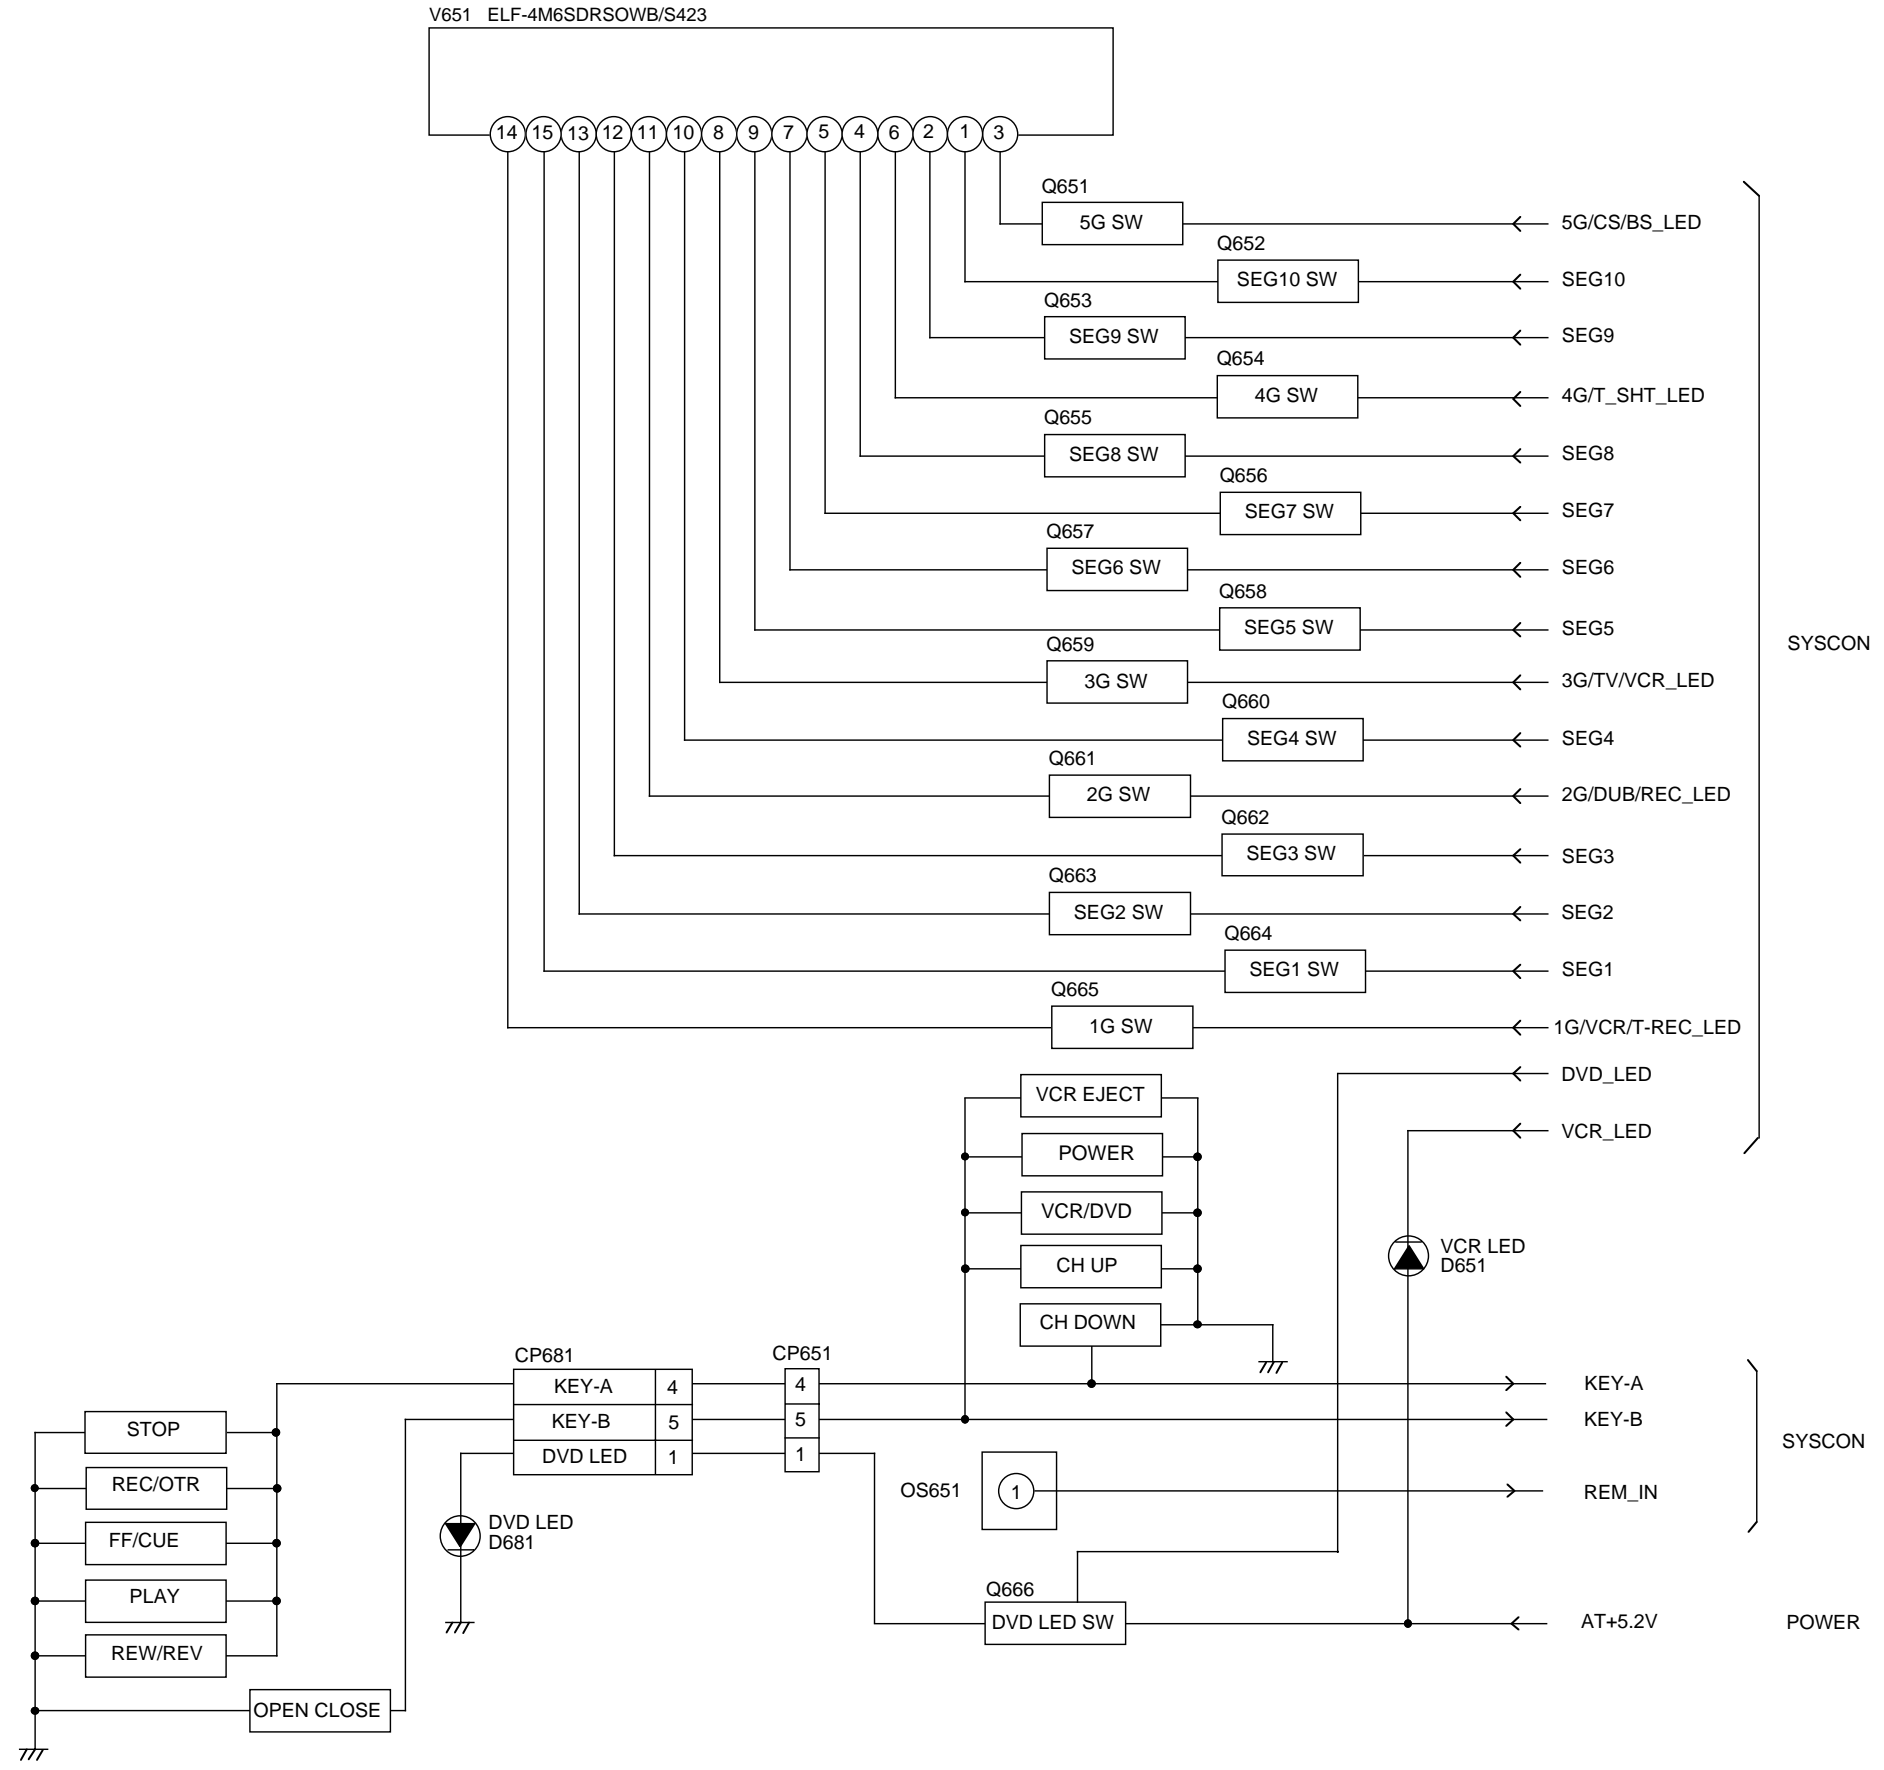 V651 ELF-4M6SDRSOWB/S423
14 15 13 12 11 10 8 9 7 5 4 6 2 1 3
Q651
5G SW
5G/CS/BS_LED
Q652
SEG10 SW
SEG10
Q653
SEG9 SW
SEG9
Q654
4G SW
4G/T_SHT_LED
Q655
SEG8 SW
SEG8
Q656
SEG7 SW
SEG7
Q657
SEG6 SW
SEG6
Q658
SEG5 SW
SEG5
SYSCON
Q659
3G SW
3G/TV/VCR_LED
Q660
SEG4 SW
SEG4
Q661
2G SW
2G/DUB/REC_LED
Q662
SEG3 SW
SEG3
Q663
SEG2 SW
SEG2
Q664
SEG1 SW
SEG1
Q665
1G SW
1G/VCR/T-REC_LED
DVD_LED
VCR EJECT
VCR_LED
POWER
VCR/DVD
VCR LED
D651
CH UP
CH DOWN
CP681
CP651
KEY-A 4
4
KEY-A
KEY-B 5
5
KEY-B
DVD LED 1
1
SYSCON
STOP
REC/OTR
FF/CUE
PLAY
REW/REV
OPEN CLOSE
DVD LED
D681
OS651
1
REM_IN
Q666
DVD LED SW
AT+5.2V
POWER